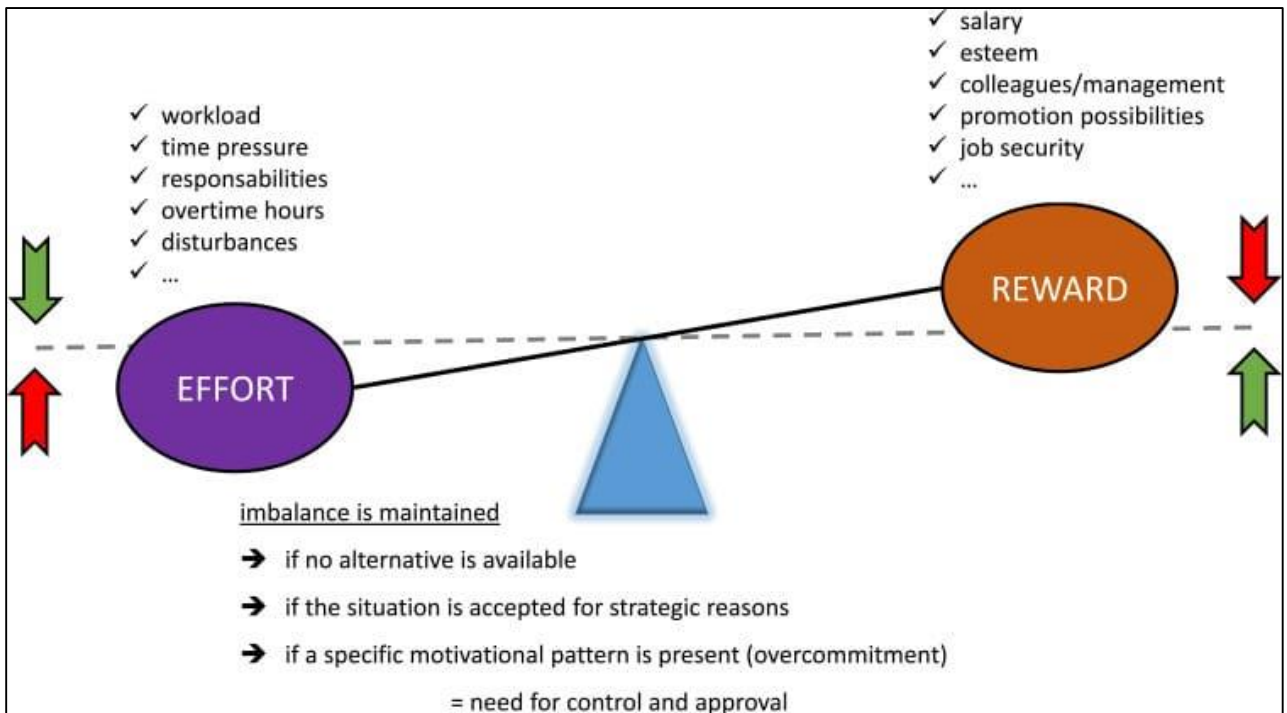 ✓ workload
✓ time pressure
✓ responsabilities
✓ overtime hours
✓ disturbances
✓ ...
EFFORT
✓ salary
✓ esteem
✓ colleagues/management
✓ promotion possibilities
✓ job security
✓ ...
REWARD
imbalance is maintained
➔ if no alternative is available
➔ if the situation is accepted for strategic reasons
➔ if a specific motivational pattern is present (overcommitment)
= need for control and approval